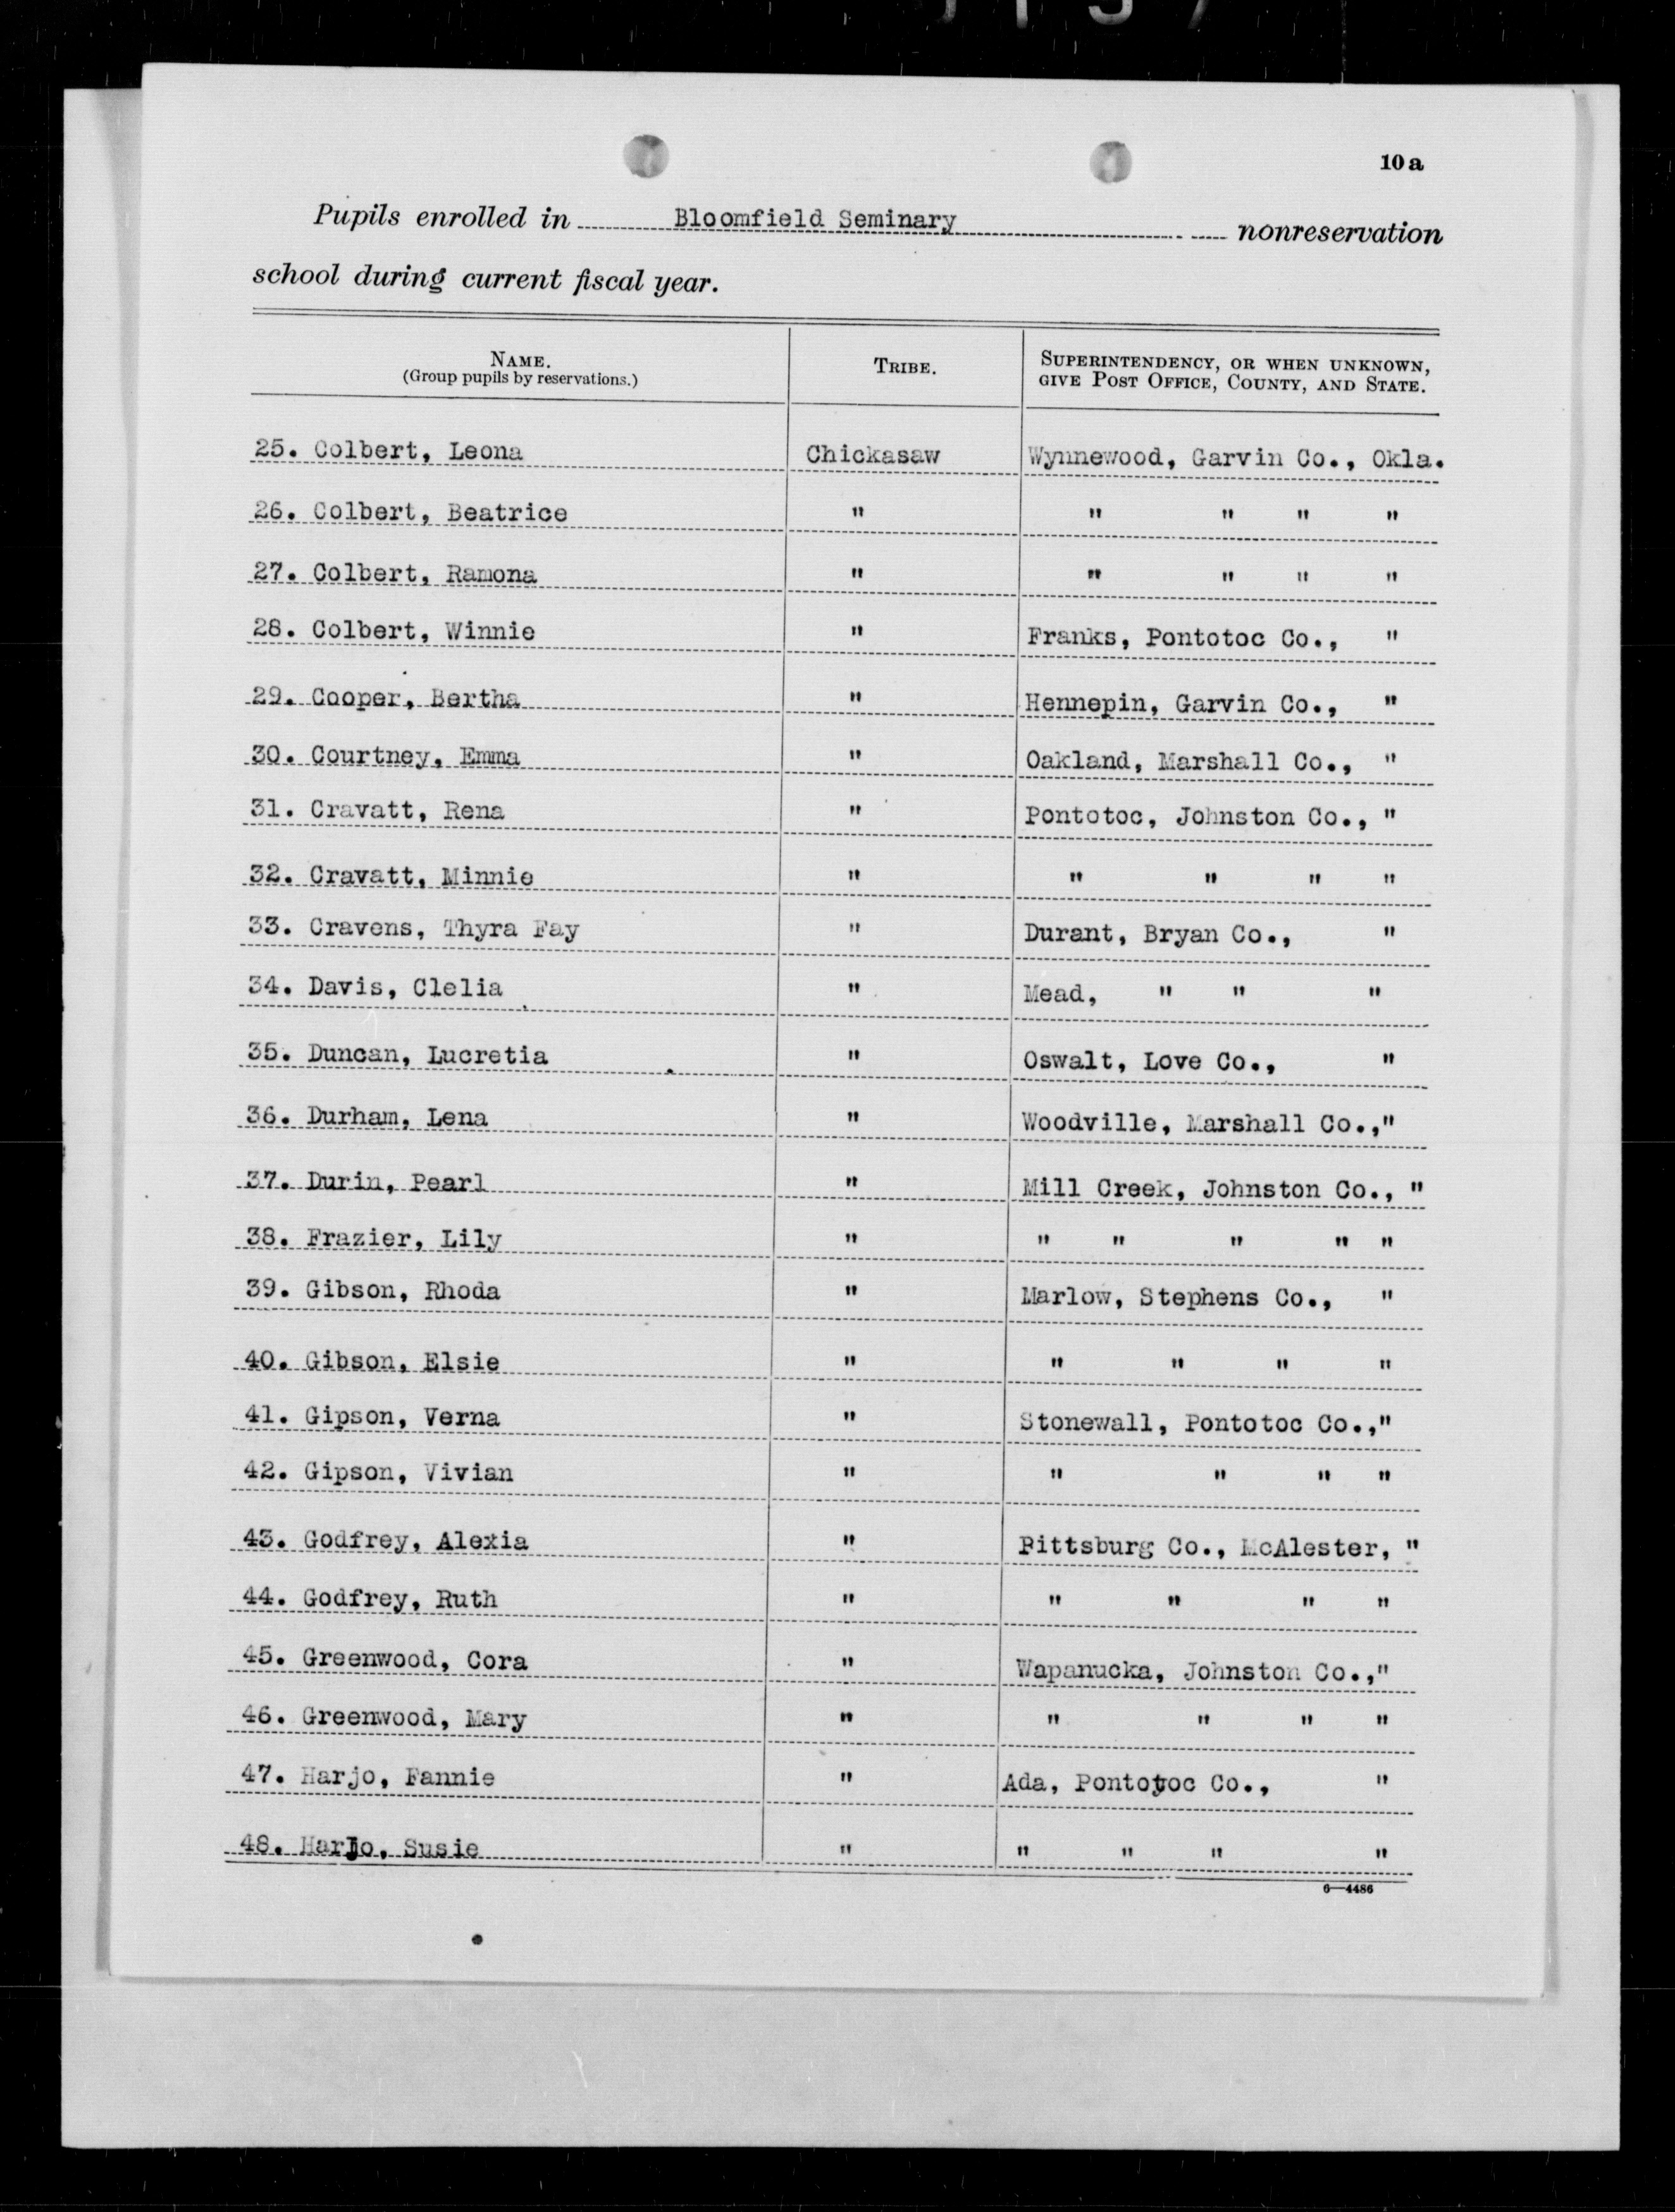 10a
Pupils enrolled in Bloomfield Seminary nonreservation
school during current fiscal year.
NAME. TRIBE. SUPERINTENDENCY, OR WHEN UNKNOWN,
(Group pupils by reservations.) GIVE POST OFFICE, COUNTY, AND STATE.
25. Colbert, Leona Chickasaw Wynnewood, Garvin Co., Okla.
26. Colbert, Beatrice " " " " "
27. Colbert, Ramona " " " " "
28. Colbert, Winnie " Franks, Pontotoc Co., "
29. Cooper, Bertha " Hennepin, Garvin Co., "
30. Courtney, Emma " Oakland, Marshall Co., "
31. Cravatt, Rena " Pontotoc, Johnston Co., "
32. Cravatt, Minnie " " " " "
33. Cravens, Thyra Fay " Durant, Bryan Co., "
34. Davis, Clelia " Mead, " " "
35. Duncan, Lucretia " Oswalt, Love Co., "
36. Durham, Lena " Woodville, Marshall Co.,"
37. Durin, Pearl " Mill Creek, Johnston Co., "
38. Frazier, Lily " " " " " "
39. Gibson, Rhoda " Marlow, Stephens Co., "
40. Gibson, Elsie " " " " "
41. Gipson, Verna " Stonewall, Pontotoc Co.,"
42. Gipson, Vivian " " " " "
43. Godfrey, Alexia " Pittsburg Co., McAlester, "
44. Godfrey, Ruth " " " " "
45. Greenwood, Cora " Wapanucka, Johnston Co.,"
46. Greenwood, Mary " " " " "
47. Harjo, Fannie " Ada, Pontoyoc Co., "
48. Harjo, Susie " " " " "
6—4486